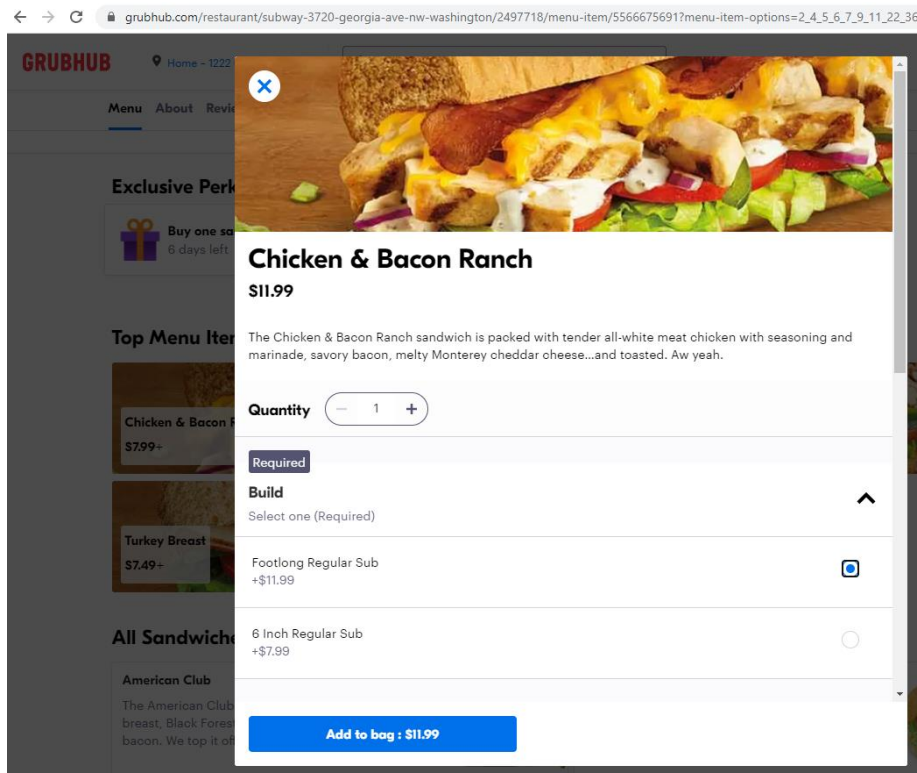 grubhub.com/restaurant/subway-3720-georgia-ave-nw-washington/2497718/menu-item/5566675691?menu-item-options=2_4_5_6_7_9_11_22_36
GRUBHUB
Home - 1222
Menu About
Exclusive Perk
Buy one
6 days left
Top Menu
Chicken & Bacon
$7.99+
Turkey Breast
$7.49+
All
American Club
The American Club
breast, Black
bacon. We top it
Chicken & Bacon Ranch
$11.99
The Chicken & Bacon Ranch sandwich is packed with tender all-white meat chicken with seasoning and
marinade, savory bacon, melty Monterey cheddar cheese...and toasted. Aw yeah.
Quantity − 1 +
Required
Build
Select one (Required)
Footlong Regular Sub
+$11.99
6 Inch Regular Sub
+$7.99
Add to bag : $11.99